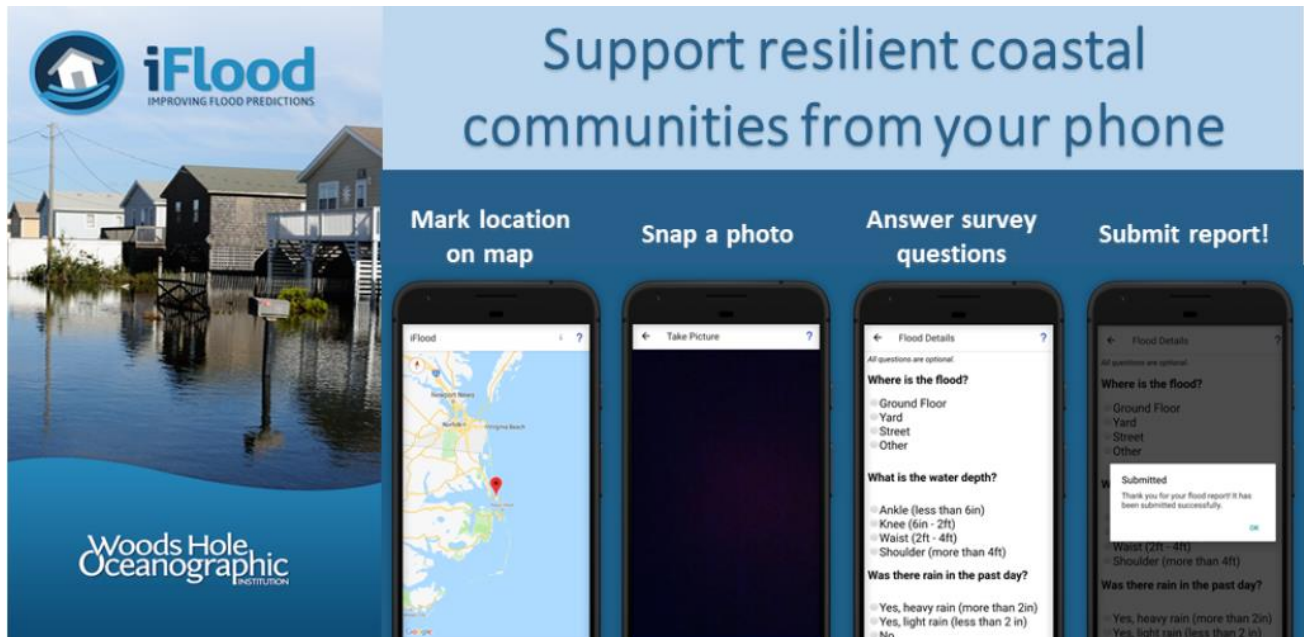 iFlood
IMPROVING FLOOD PREDICTIONS
Woods Hole
Oceanographic
INSTITUTION
Support resilient coastal
communities from your phone
Mark location
on map
iFlood
?
Newport News
Norfolk
Virginia Beach
Google
Snap a photo
Take Picture
?
Answer survey
questions
Flood Details
?
All questions are optional.
Where is the flood?
Ground Floor
Yard
Street
Other
What is the water depth?
Ankle (less than 6in)
Knee (6in - 2ft)
Waist (2ft - 4ft)
Shoulder (more than 4ft)
Was there rain in the past day?
Yes, heavy rain (more than 2in)
Yes, light rain (less than 2 in)
No
Submit report!
Flood Details
?
All questions are optional.
Where is the flood?
Ground Floor
Yard
Street
Other
W
Submitted
Thank you for your flood report! It has
been submitted successfully.
OK
Waist (2ft - 4ft)
Shoulder (more than 4ft)
Was there rain in the past day?
Yes, heavy rain (more than 2in)
Yes, light rain (less than 2 in)